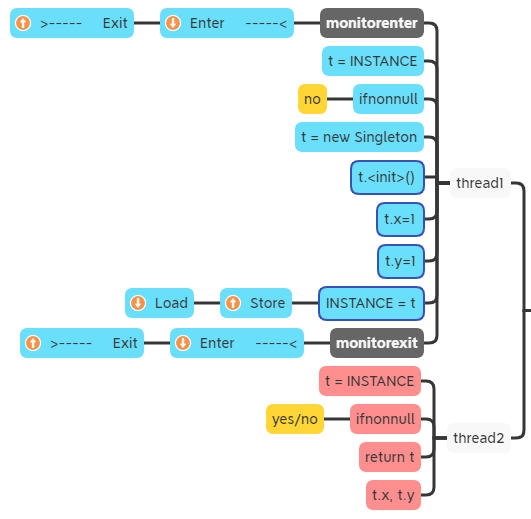 >----- Exit Enter -----< monitorenter
t = INSTANCE
no ifnonnull
t = new Singleton
t.<init>()
thread1
t.x=1
t.y=1
Load Store INSTANCE = t
>----- Exit Enter -----< monitorexit
t = INSTANCE
yes/no ifnonnull
thread2
return t
t.x, t.y